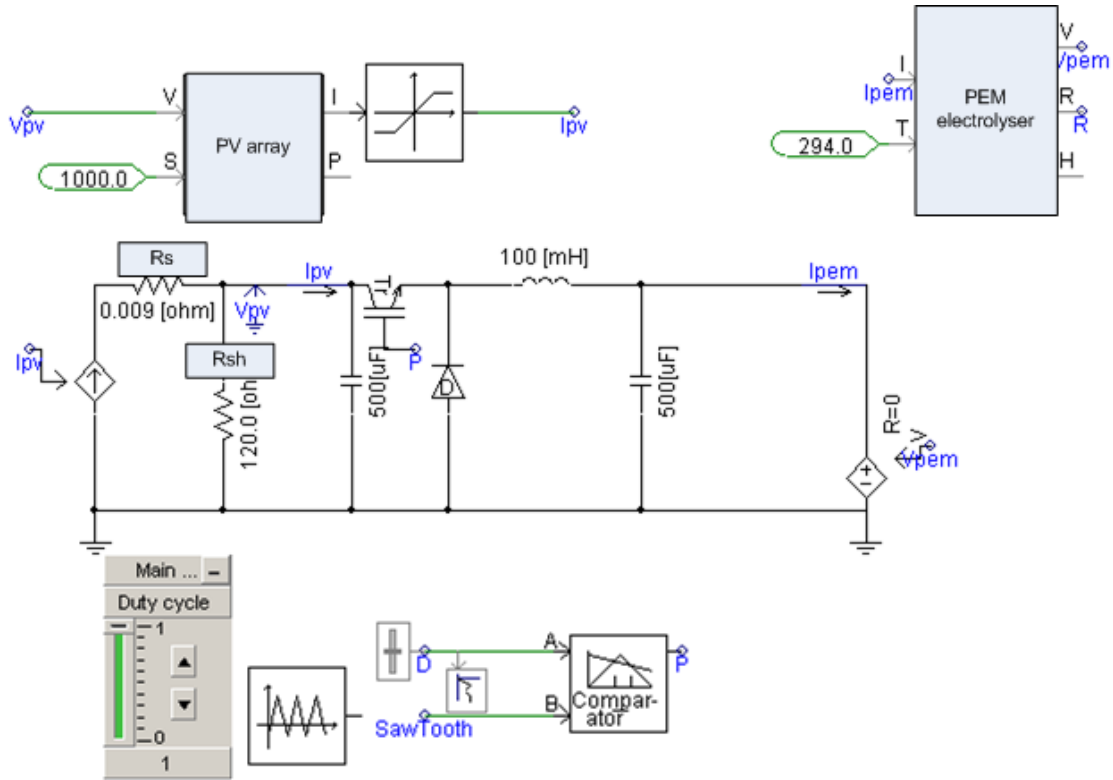 V
I
Vpv
PV array
Ipv
S
P
1000.0
V
Vpem
I
Ipem
PEM
electrolyser
R
R
T
294.0
H
Rs
0.009 [ohm]
Ipv
Vpv
Ipv
Rsh
120.0 [oh
500[uF]
Tr
P
D
100 [mH]
500[uF]
Ipem
R=0
V
Vpem
Main ...
Duty cycle
1
0
1
D
A
P
B
SawTooth
Compar-
ator